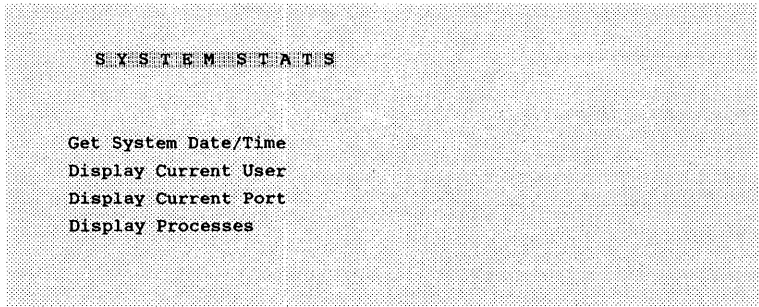 S Y S T E M S T A T S
Get System Date/Time
Display Current User
Display Current Port
Display Processes